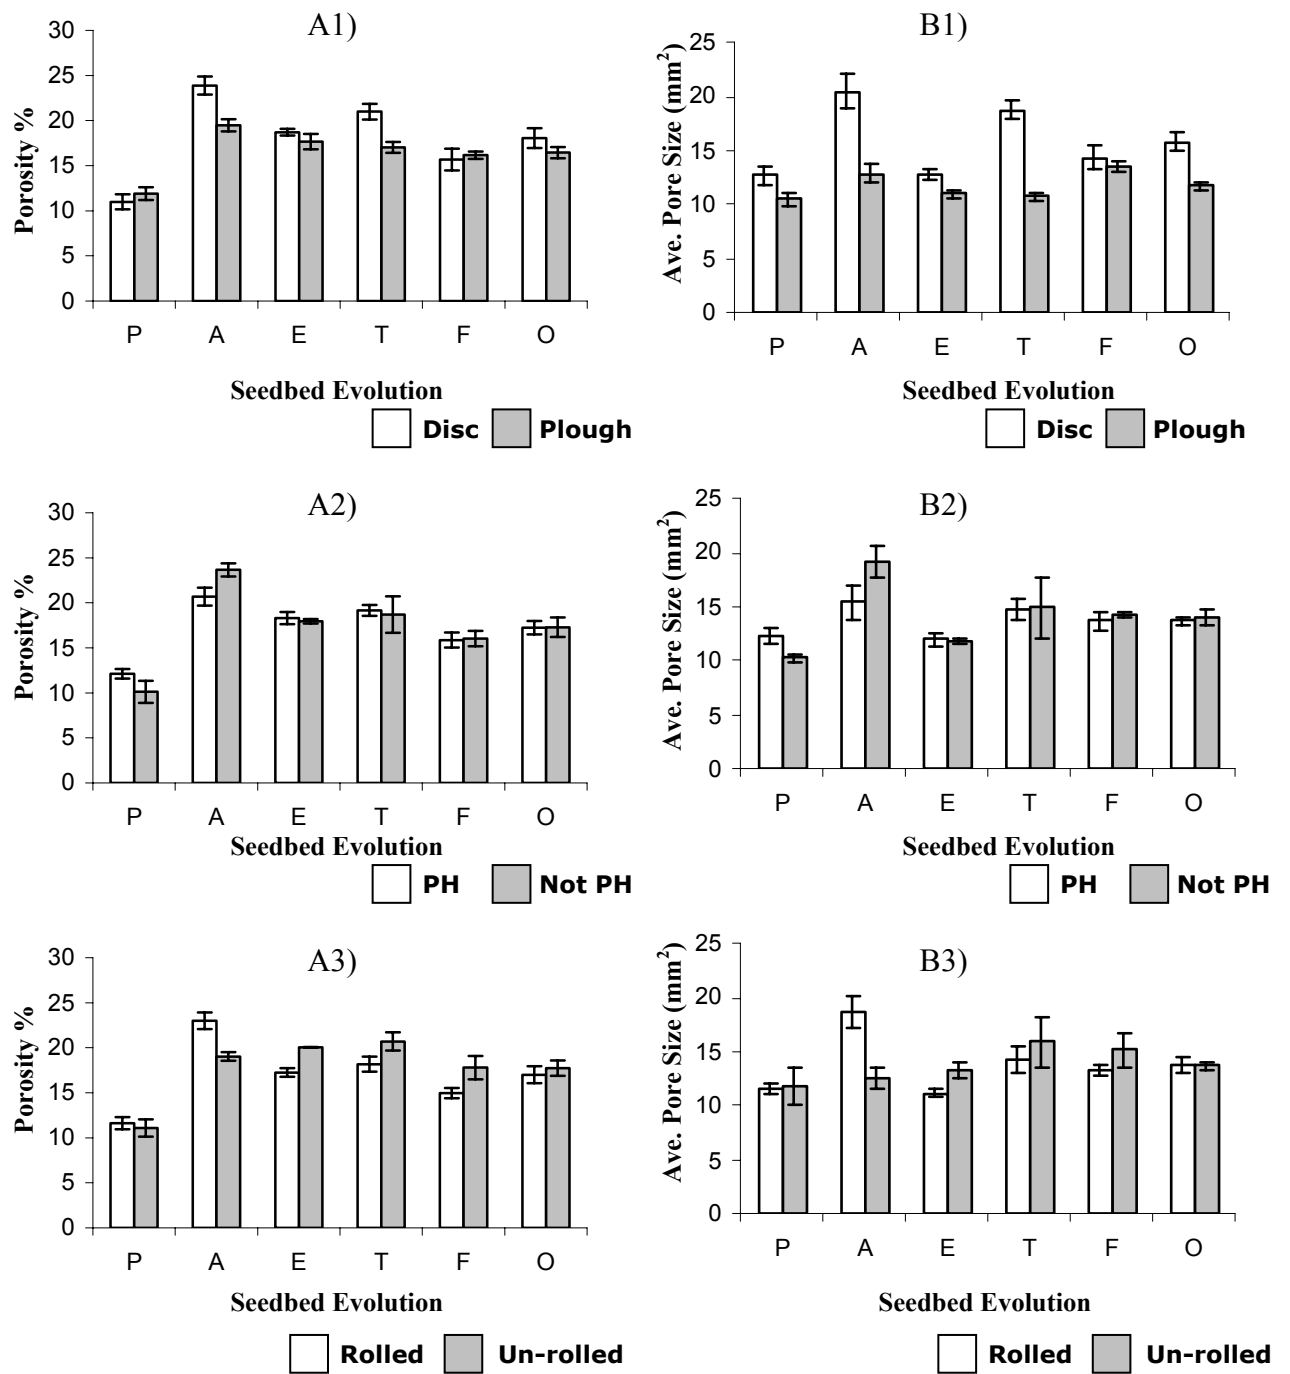 A1)
Porosity %
30
25
20
15
10
5
0
P A E T F O
Seedbed Evolution
Disc Plough
B1)
Ave. Pore Size (mm²)
25
20
15
10
5
0
P A E T F O
Seedbed Evolution
Disc Plough
A2)
Porosity %
30
25
20
15
10
5
0
P A E T F O
Seedbed Evolution
PH Not PH
B2)
Ave. Pore Size (mm²)
25
20
15
10
5
0
P A E T F O
Seedbed Evolution
PH Not PH
A3)
Porosity %
30
25
20
15
10
5
0
P A E T F O
Seedbed Evolution
Rolled Un-rolled
B3)
Ave. Pore Size (mm²)
25
20
15
10
5
0
P A E T F O
Seedbed Evolution
Rolled Un-rolled